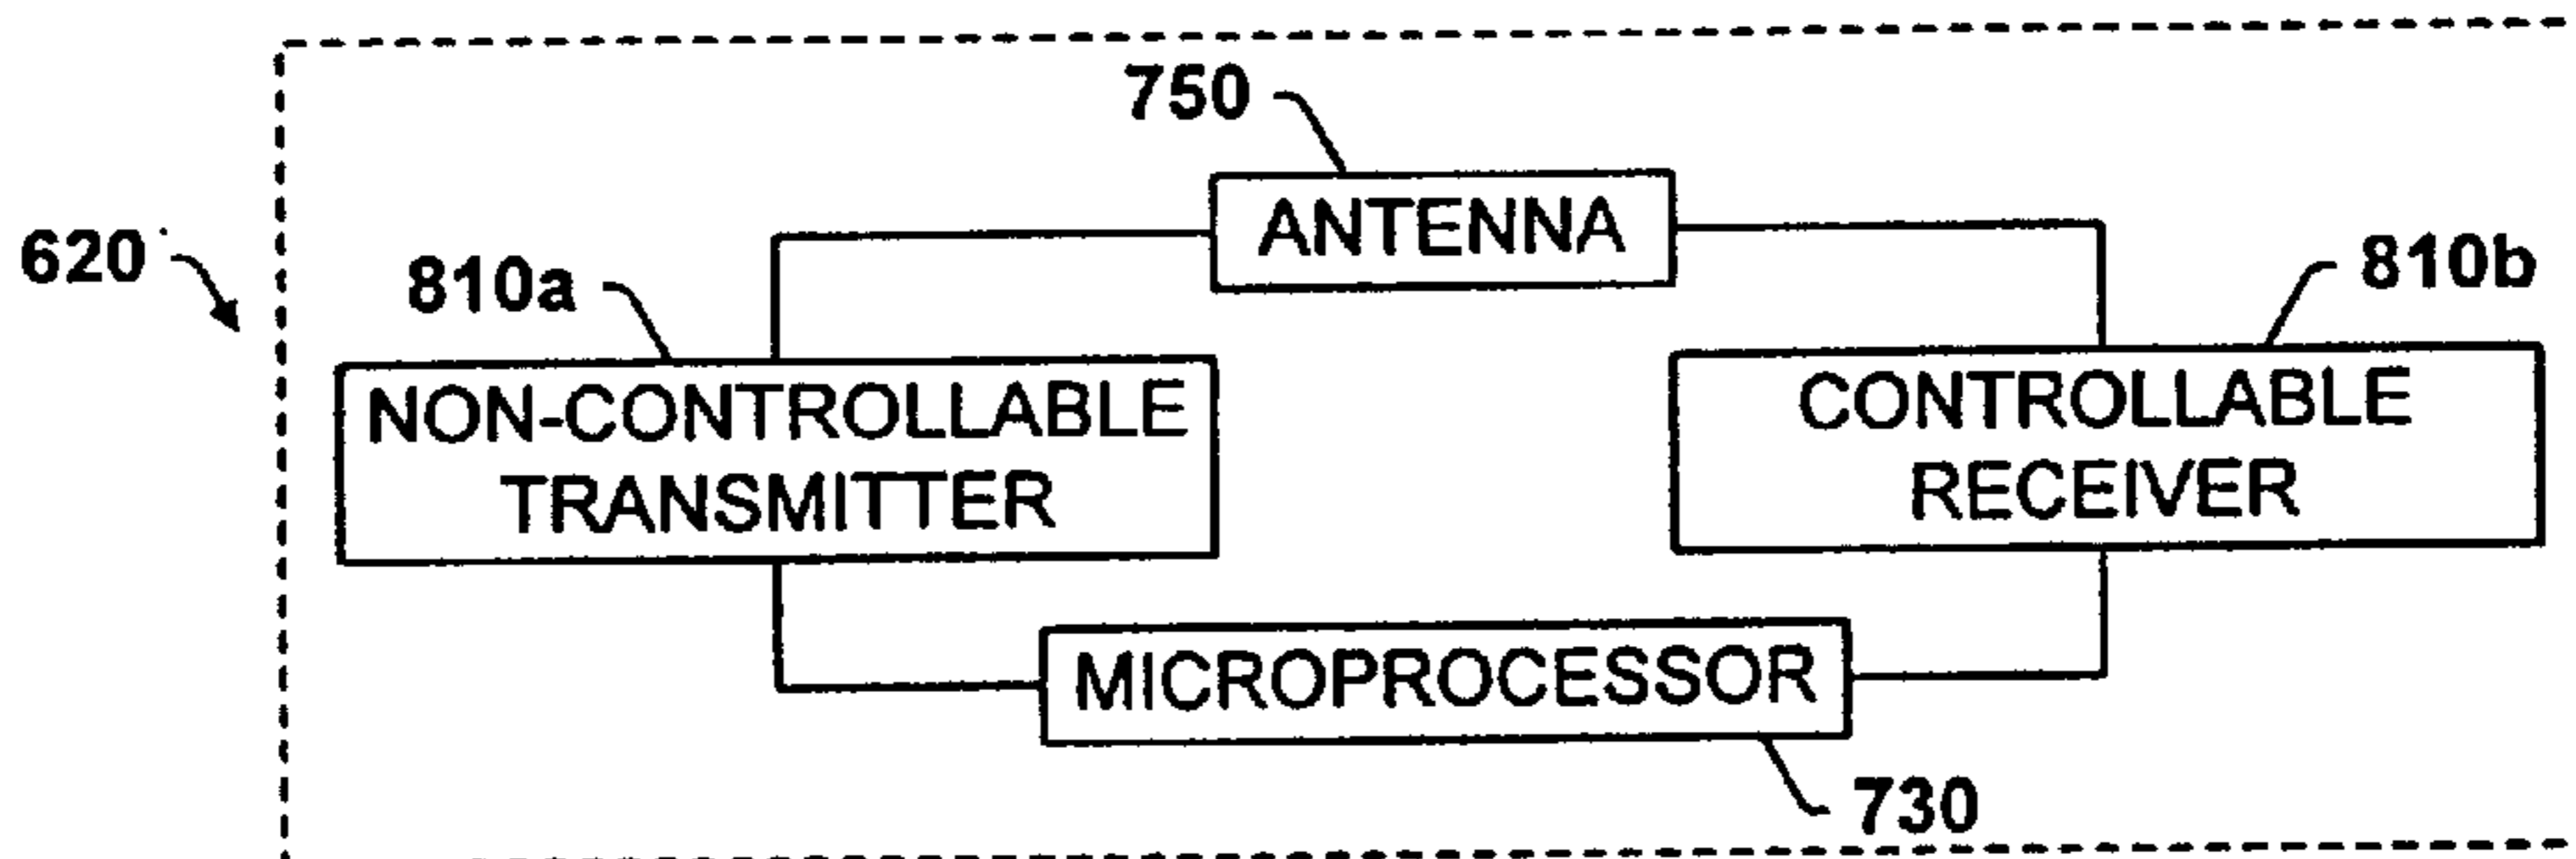 750
ANTENNA
620
810a
810b
NON-CONTROLLABLE
TRANSMITTER
CONTROLLABLE
RECEIVER
MICROPROCESSOR
730